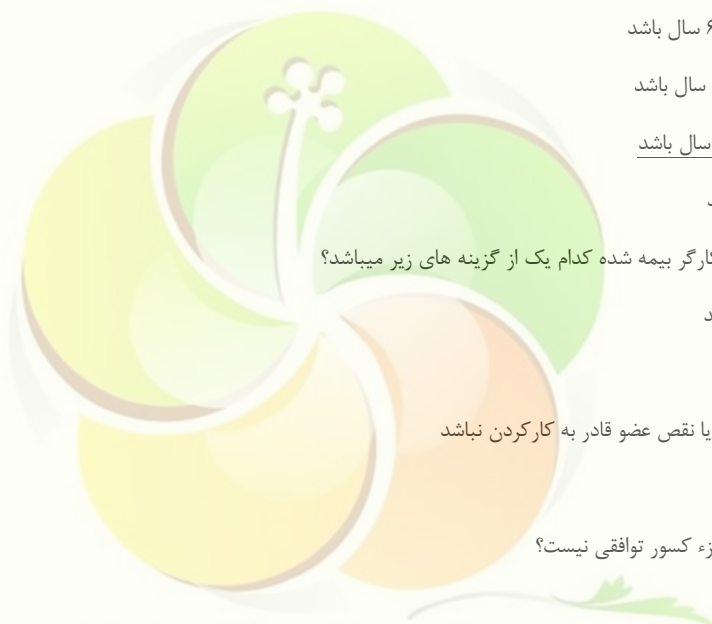 ۶ سال باشد
سال باشد
سال باشد
د
کارگر بیمه شده کدام یک از گزینه های زیر میباشد؟
د
یا نقص عضو قادر به کارکردن نباشد
زء کسور توافقی نیست؟